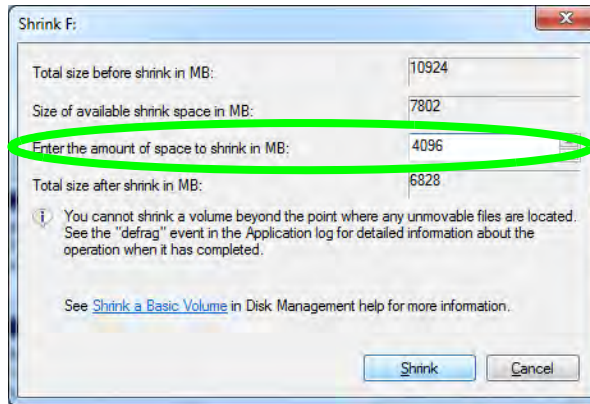 Shrink F:
Total size before shrink in MB: 10924
Size of available shrink space in MB: 7802
Enter the amount of space to shrink in MB: 4096
Total size after shrink in MB: 6828
You cannot shrink a volume beyond the point where any unmovable files are located.
See the "defrag" event in the Application log for detailed information about the
operation when it has completed.
See Shrink a Basic Volume in Disk Management help for more information.
Shrink Cancel